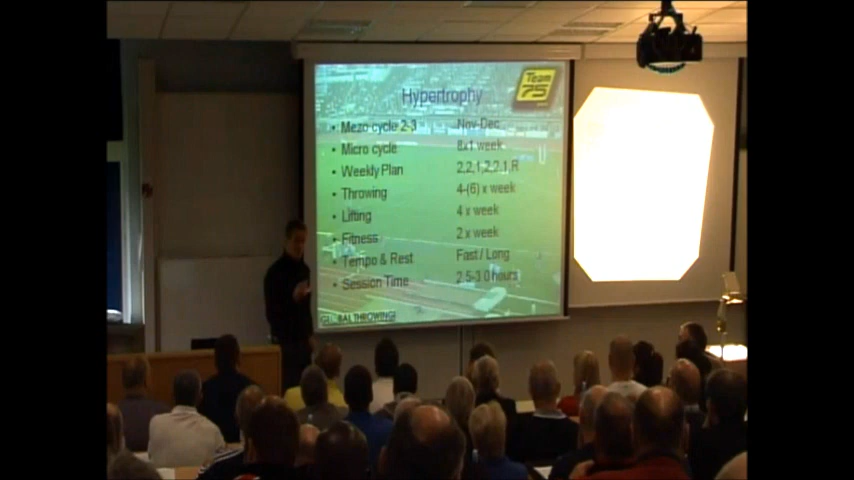 Team
75
Hypertrophy
• Mezo cycle 2-3 Nov-Dec
• Micro cycle 8x1 week
• Weekly Plan 2,2,1,2,2,1,R
• Throwing 4-(6) x week
• Lifting 4 x week
• Fitness 2 x week
• Tempo & Rest Fast / Long
• Session Time 2.5-3.0 hours
GLOBALTHROWING